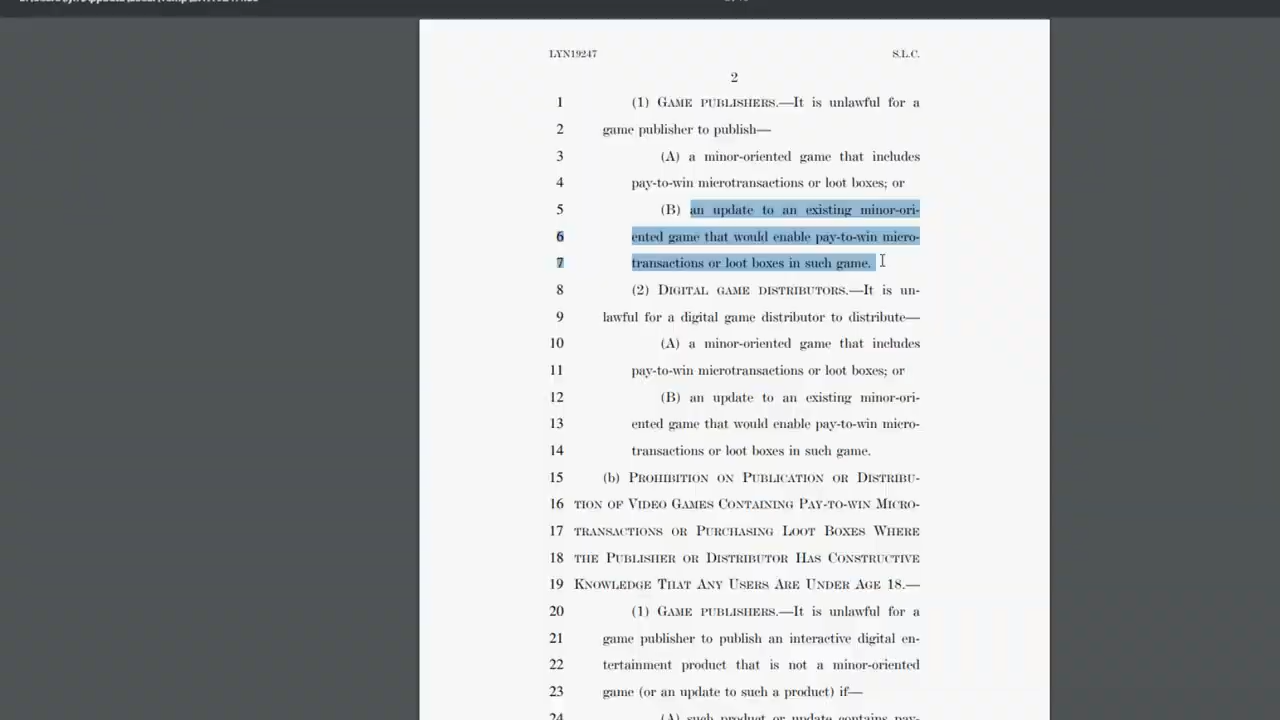 LYN19247 S.L.C.
2
1 (1) GAME PUBLISHERS.—It is unlawful for a
2 game publisher to publish—
3 (A) a minor-oriented game that includes
4 pay-to-win microtransactions or loot boxes; or
5 (B) an update to an existing minor-ori-
6 ented game that would enable pay-to-win micro-
7 transactions or loot boxes in such game.
8 (2) DIGITAL GAME DISTRIBUTORS.—It is un-
9 lawful for a digital game distributor to distribute—
10 (A) a minor-oriented game that includes
11 pay-to-win microtransactions or loot boxes; or
12 (B) an update to an existing minor-ori-
13 ented game that would enable pay-to-win micro-
14 transactions or loot boxes in such game.
15 (b) PROHIBITION ON PUBLICATION OR DISTRIBU-
16 TION OF VIDEO GAMES CONTAINING PAY-TO-WIN MICRO-
17 TRANSACTIONS OR PURCHASING LOOT BOXES WHERE
18 THE PUBLISHER OR DISTRIBUTOR HAS CONSTRUCTIVE
19 KNOWLEDGE THAT ANY USERS ARE UNDER AGE 18.—
20 (1) GAME PUBLISHERS.—It is unlawful for a
21 game publisher to publish an interactive digital en-
22 tertainment product that is not a minor-oriented
23 game (or an update to such a product) if—
24 (A) such product or update contains pay-